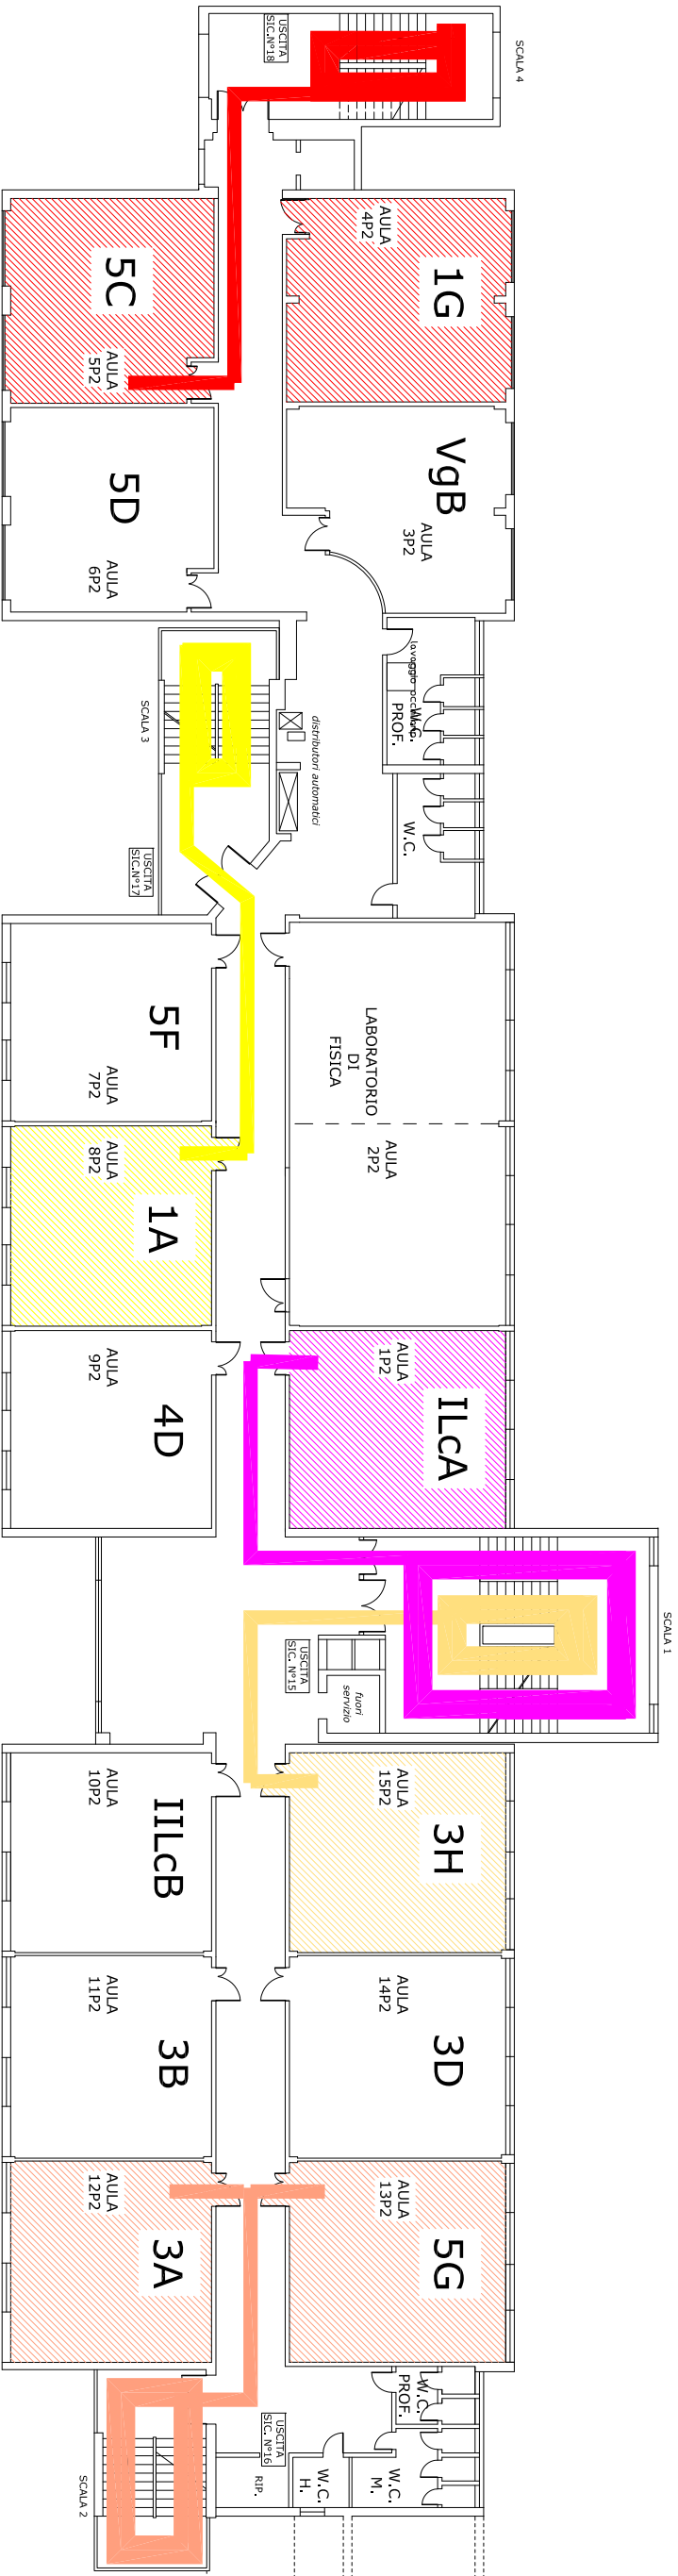 SCALA 4
USCITA
SIC.N°18
AULA
4P2
1G
5C
AULA
5P2
VgB
AULA
3P2
5D
AULA
6P2
lavaggio
W.C.
PROF.
SCALA 3
distributori automatici
W.C.
USCITA
SIC.N°17
5F
AULA
7P2
LABORATORIO
DI
FISICA
AULA
2P2
AULA
8P2
1A
AULA
1P2
ILcA
AULA
9P2
4D
SCALA 1
USCITA
SIC. N°15
fuori
servizio
AULA
15P2
3H
AULA
10P2
IILcB
AULA
14P2
3D
AULA
11P2
3B
AULA
13P2
5G
AULA
12P2
3A
W.C.
PROF.
USCITA
SIC. N°16
W.C.
M.
W.C.
H.
RIP.
SCALA 2